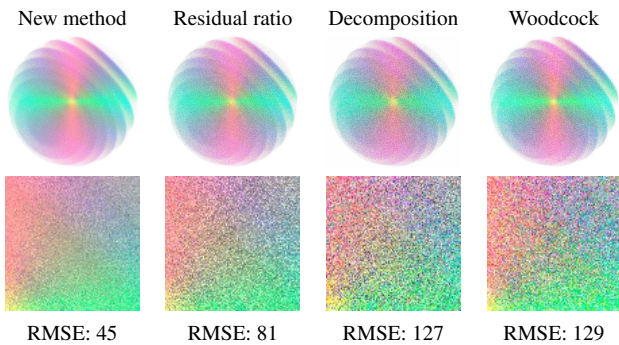 New method Residual ratio Decomposition Woodcock
RMSE: 45 RMSE: 81 RMSE: 127 RMSE: 129